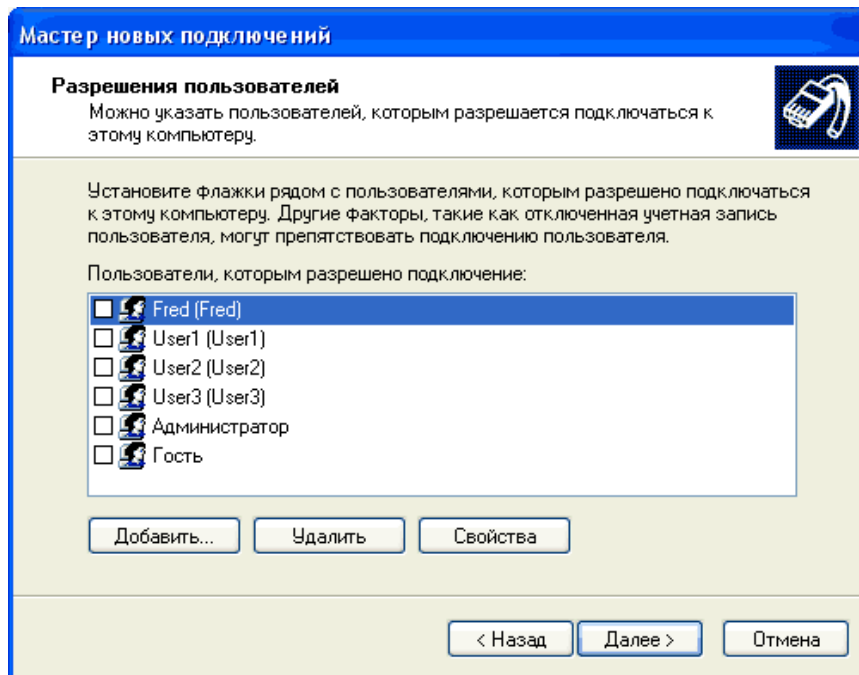 Мастер новых подключений
Разрешения пользователей
Можно указать пользователей, которым разрешается подключаться к
этому компьютеру.
Установите флажки рядом с пользователями, которым разрешено подключаться
к этому компьютеру. Другие факторы, такие как отключенная учетная запись
пользователя, могут препятствовать подключению пользователя.
Пользователи, которым разрешено подключение:
Fred (Fred)
User1 (User1)
User2 (User2)
User3 (User3)
Администратор
Гость
Добавить... Удалить Свойства
< Назад Далее > Отмена